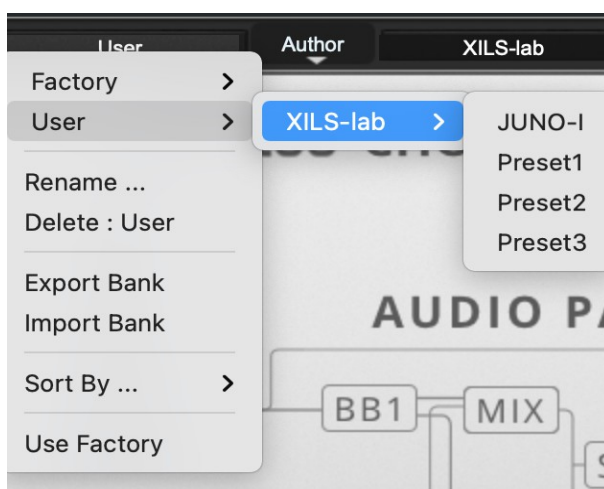 User Author XILS-lab
Factory
User
XILS-lab
JUNO-I
Preset1
Preset2
Preset3
Rename ...
Delete : User
Export Bank
Import Bank
Sort By ...
Use Factory
AUDIO PA
BB1
MIX
S